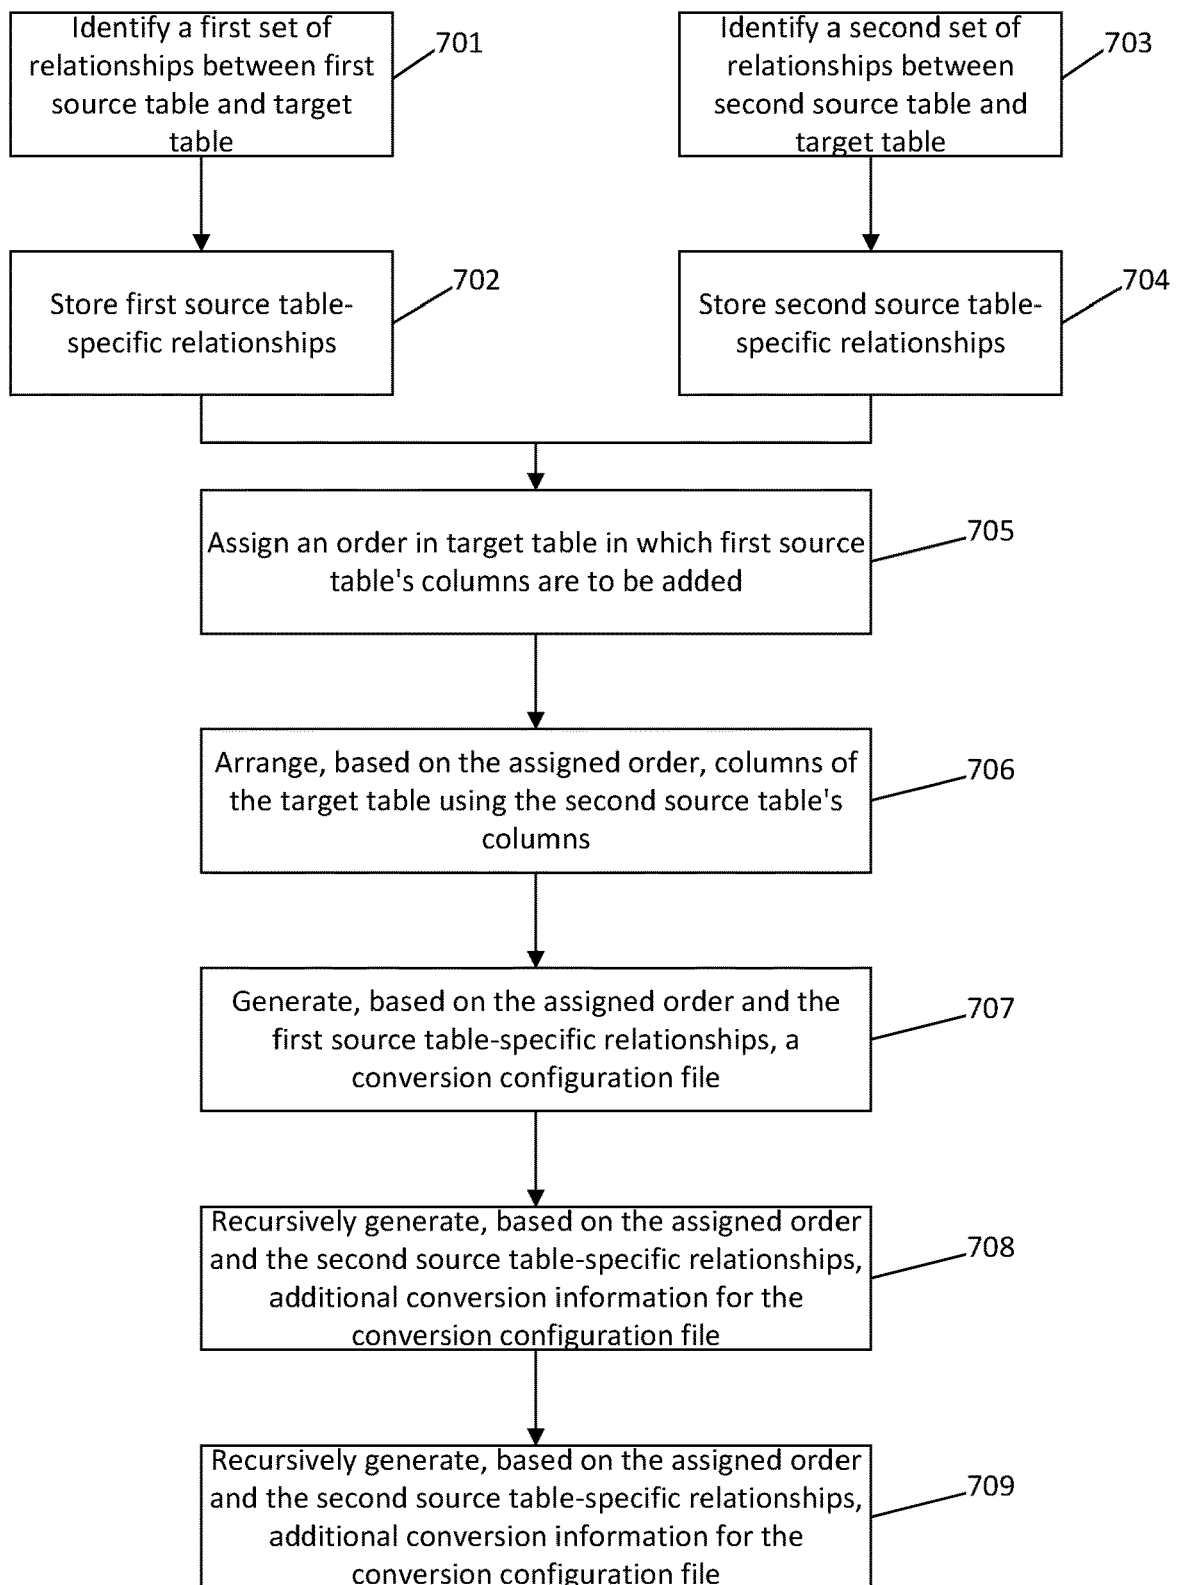 Identify a first set of
relationships between first
source table and target
table
701
Identify a second set of
relationships between
second source table and
target table
703
Store first source table-
specific relationships
702
Store second source table-
specific relationships
704
Assign an order in target table in which first source
table's columns are to be added
705
Arrange, based on the assigned order, columns of
the target table using the second source table's
columns
706
Generate, based on the assigned order and the
first source table-specific relationships, a
conversion configuration file
707
Recursively generate, based on the assigned order
and the second source table-specific relationships,
additional conversion information for the
conversion configuration file
708
Recursively generate, based on the assigned order
and the second source table-specific relationships,
additional conversion information for the
conversion configuration file
709